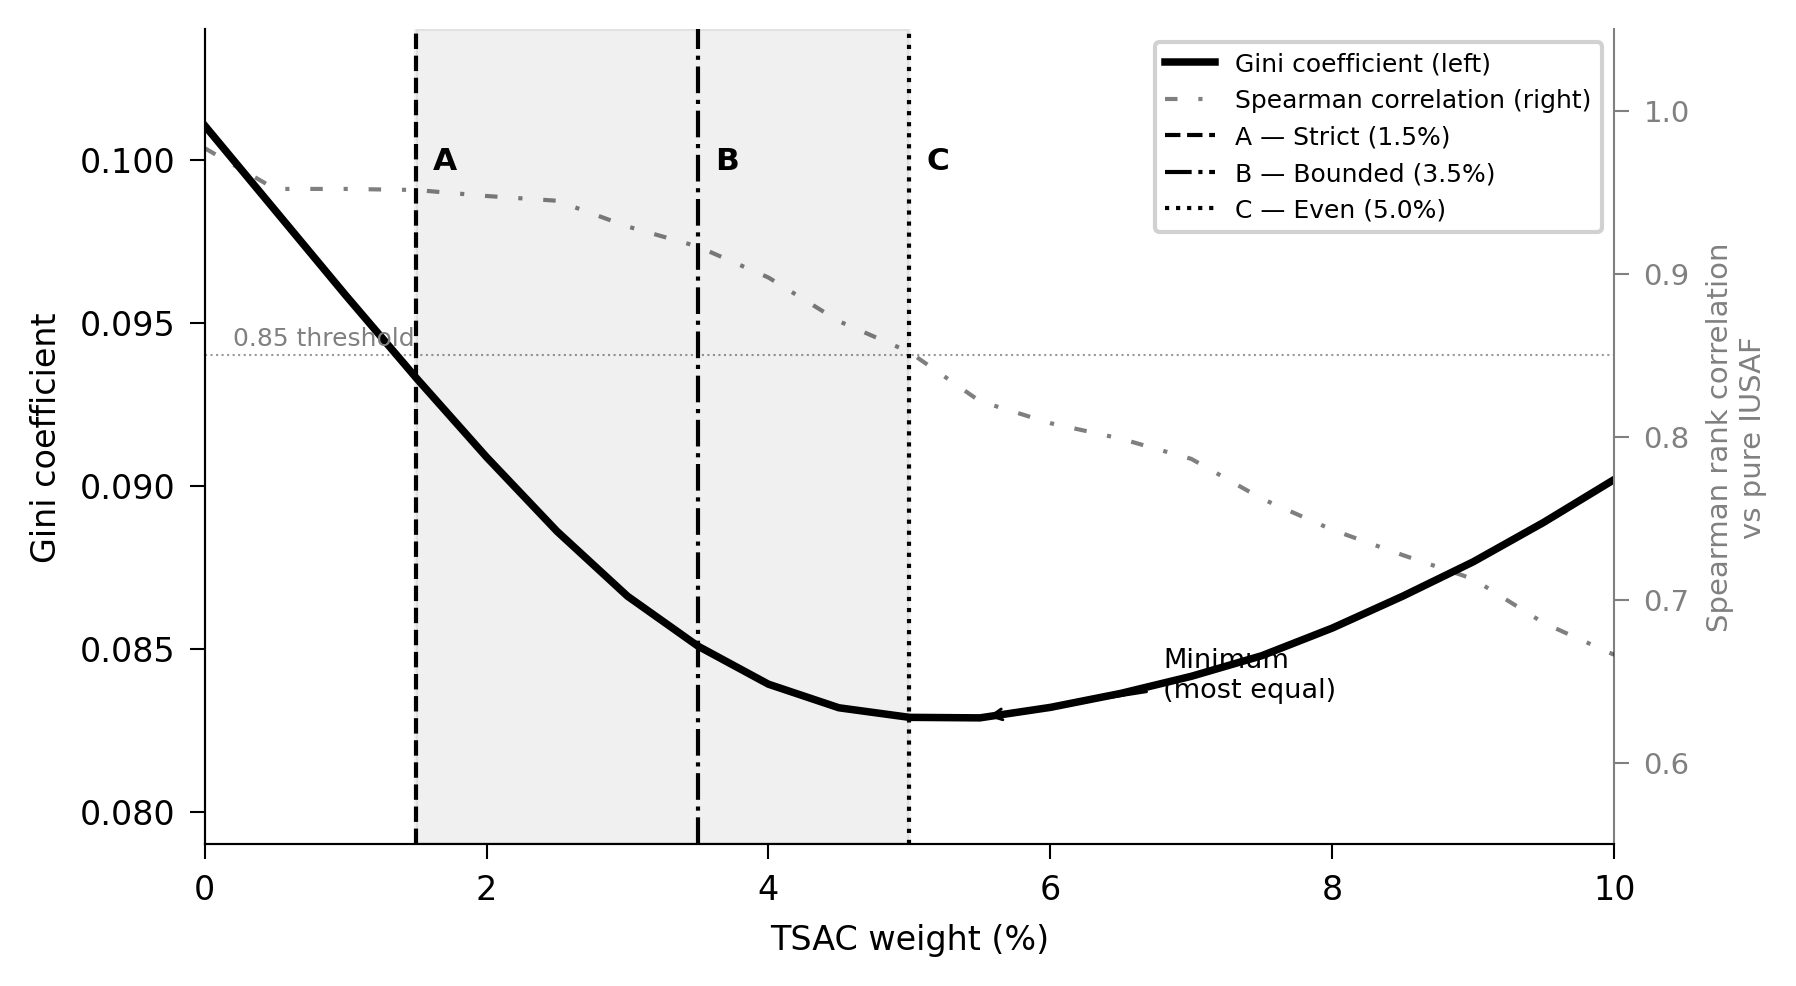 Gini coefficient (left)
Spearman correlation (right)
A — Strict (1.5%)
B — Bounded (3.5%)
C — Even (5.0%)
A
B
C
0.85 threshold
Minimum
(most equal)
0.100
0.095
0.090
0.085
0.080
Gini coefficient
1.0
0.9
0.8
0.7
0.6
Spearman rank correlation
vs pure IUSAF
0
2
4
6
8
10
TSAC weight (%)